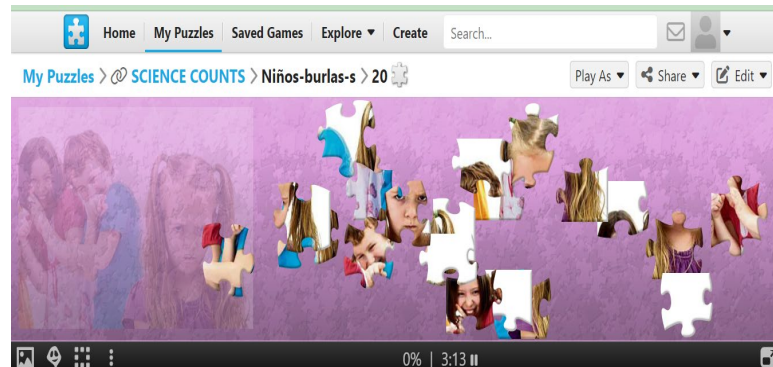 Home My Puzzles Saved Games Explore ▼ Create Search...
My Puzzles > SCIENCE COUNTS > Niños-burlas-s > 20 Play As ▼ Share ▼ Edit ▼
0% | 3:13